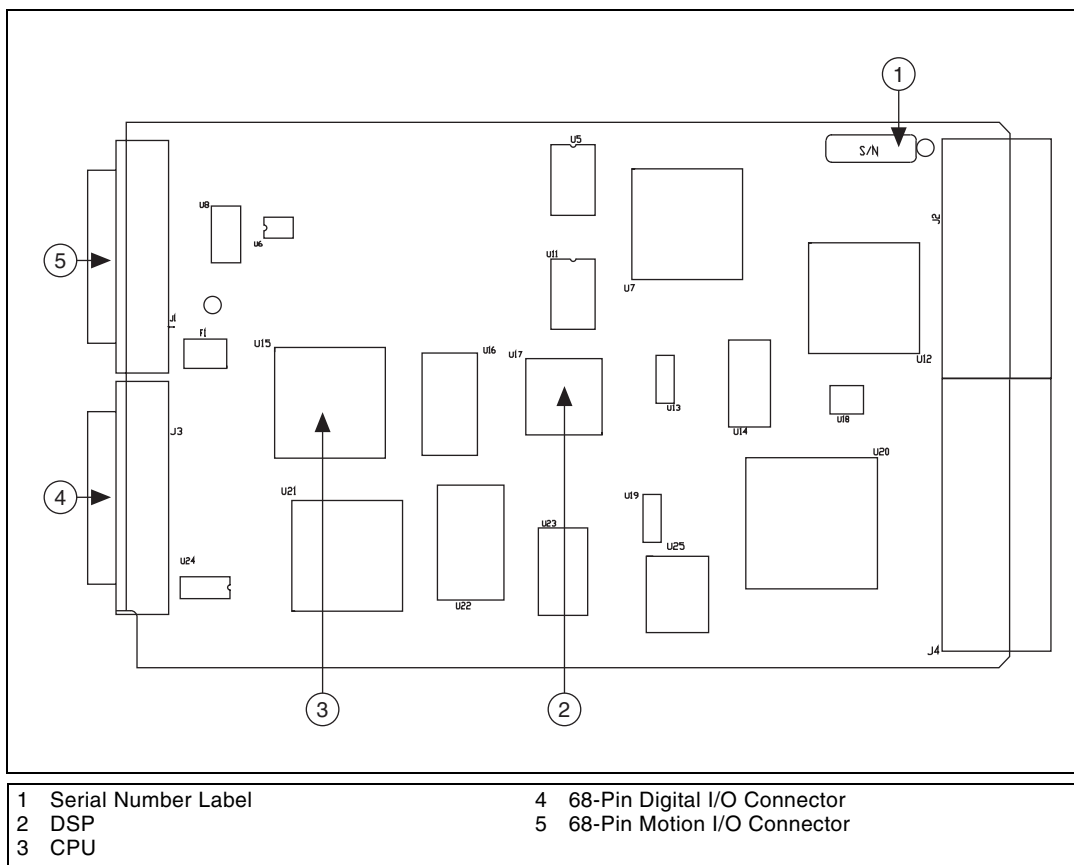 1
U5
S/N
U8
U6
J2
5
U11
U7
J1
F1
U15
U16
U17
U12
U13
U14
U18
J3
U20
4
U21
U19
U23
U25
U24
U22
J4
3
2
1 Serial Number Label
2 DSP
3 CPU
4 68-Pin Digital I/O Connector
5 68-Pin Motion I/O Connector